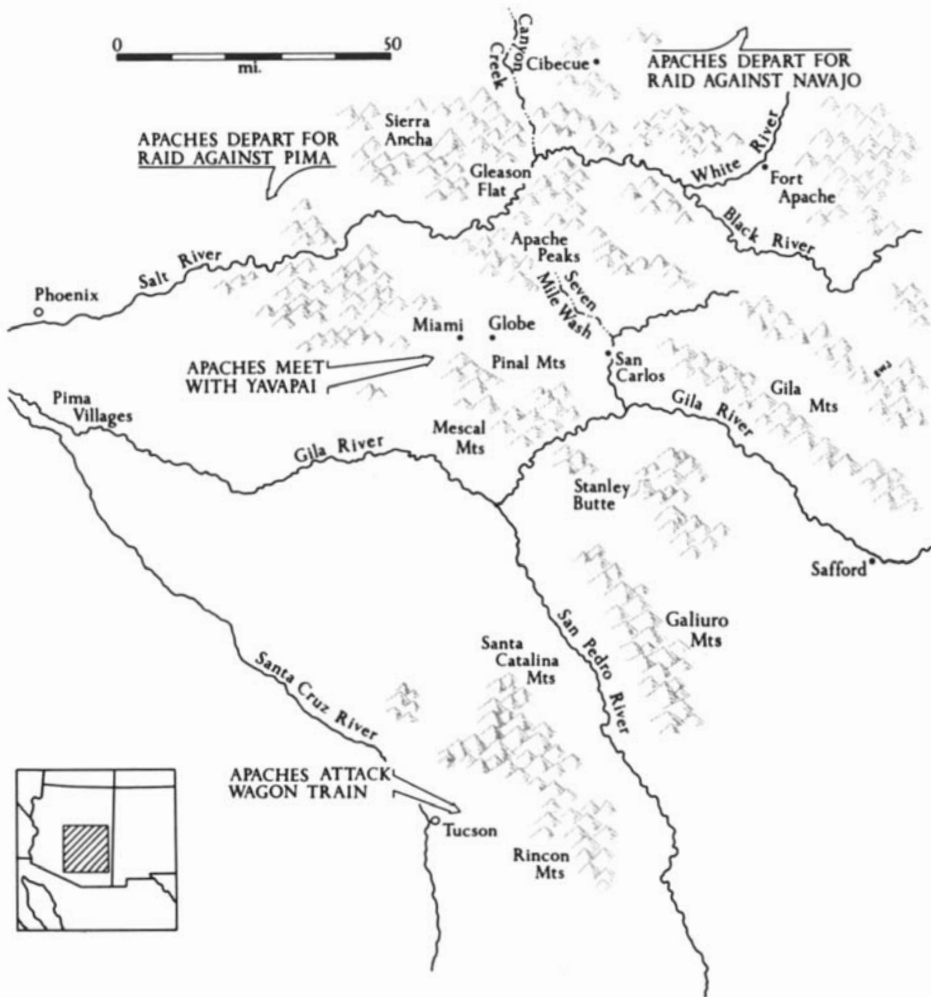 0 50
mi.
Canyon
Creek
Cibecue
APACHES DEPART FOR
RAID AGAINST NAVAJO
APACHES DEPART FOR
RAID AGAINST PIMA
Sierra
Ancha
Gleason
Flat
White River
Fort
Apache
Black River
Apache
Peaks
Seven
Mile Wash
Salt River
Phoenix
Miami
Globe
Pinal Mts
San
Carlos
APACHES MEET
WITH YAVAPAI
Gila
Mts
Pima
Villages
Gila River
Mescal
Mts
Gila River
Stanley
Butte
Safford
Galiuro
Mts
San Pedro River
Santa
Catalina
Mts
Santa Cruz River
APACHES ATTACK
WAGON TRAIN
Tucson
Rincon
Mts